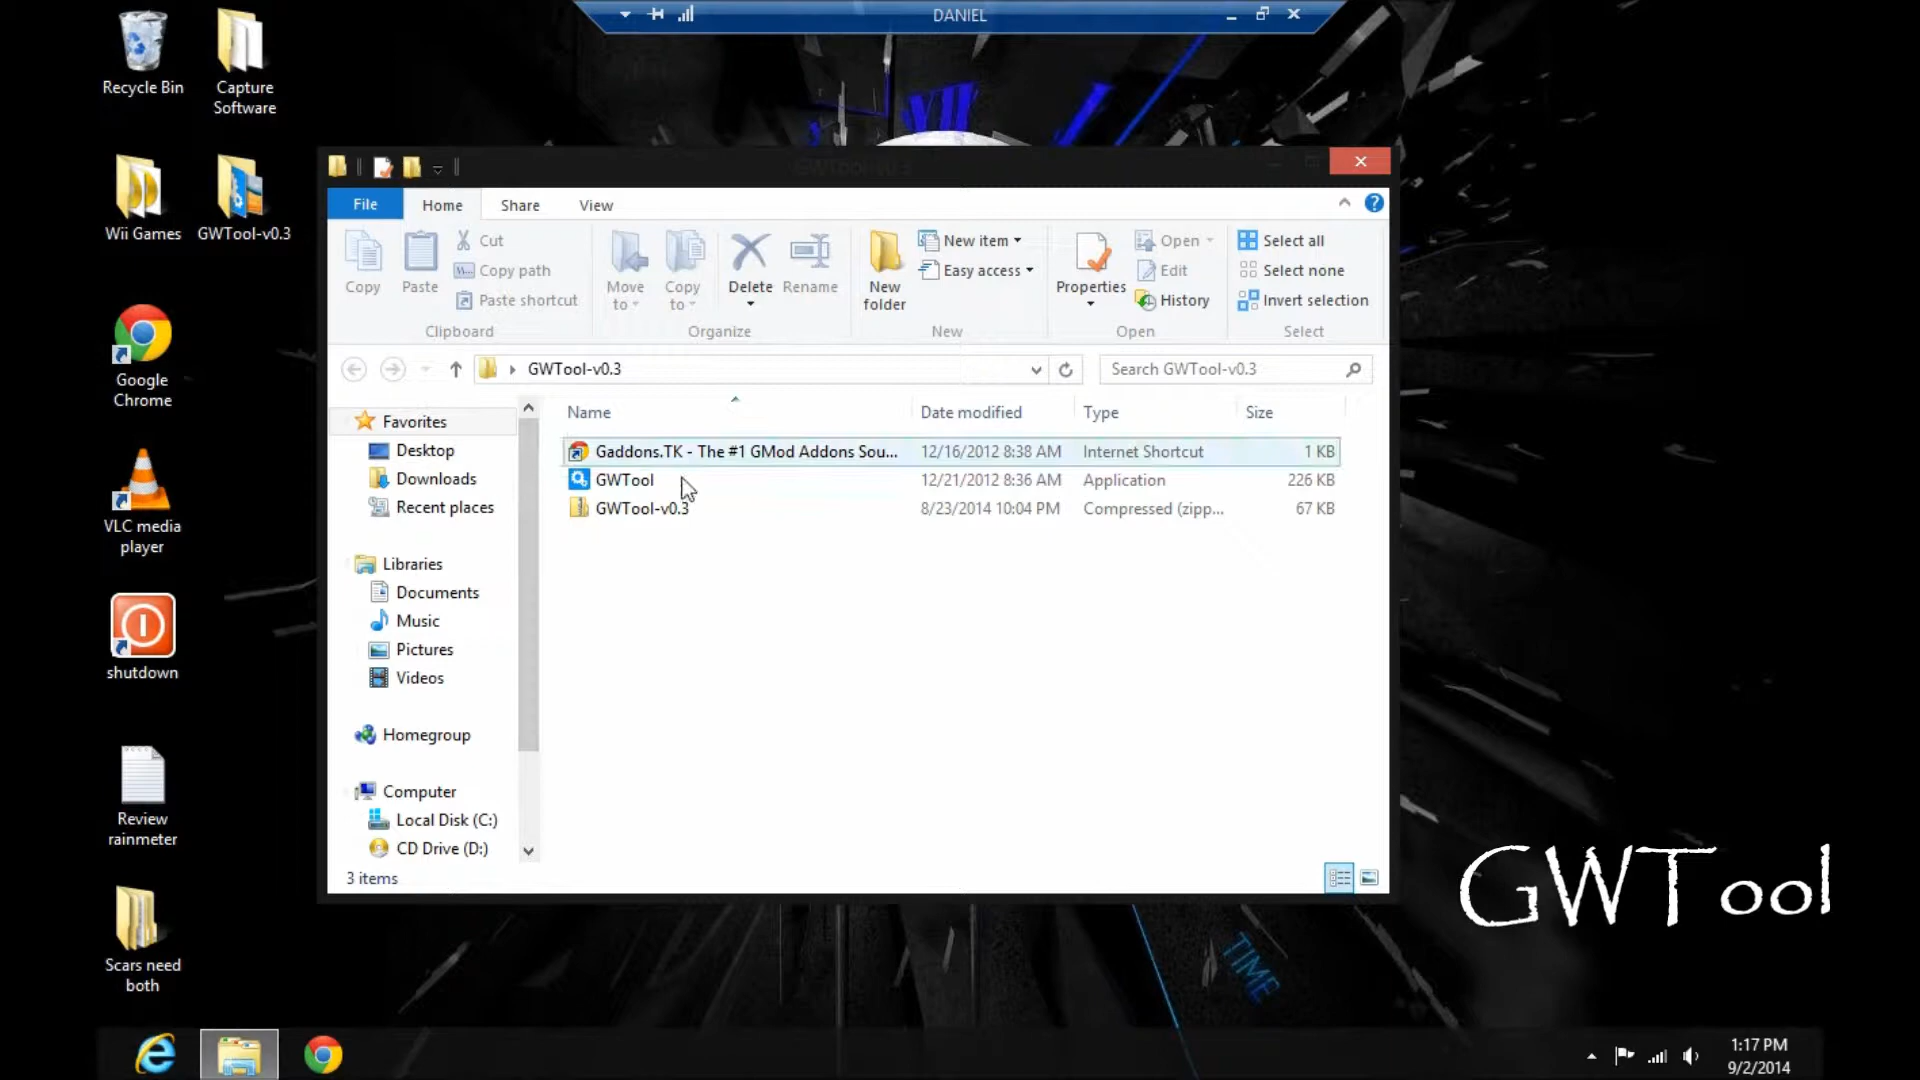 DANIEL
Recycle Bin
Capture
Software
Wii Games
GWTool-v0.3
Google
Chrome
VLC media
player
shutdown
Review
rainmeter
Scars need
both
GWTool-v0.3
File
Home
Share
View
Copy
Paste
Cut
Copy path
Paste shortcut
Clipboard
Move
to
Copy
to
Delete
Rename
Organize
New
folder
New item
Easy access
New
Properties
Open
Edit
History
Open
Select all
Select none
Invert selection
Select
GWTool-v0.3
Search GWTool-v0.3
Favorites
Desktop
Downloads
Recent places
Libraries
Documents
Music
Pictures
Videos
Homegroup
Computer
Local Disk (C:)
CD Drive (D:)
Name Date modified Type Size
Gaddons.TK - The #1 GMod Addons Sou... 12/16/2012 8:38 AM Internet Shortcut 1 KB
GWTool 12/21/2012 8:36 AM Application 226 KB
GWTool-v0.3 8/23/2014 10:04 PM Compressed (zipp... 67 KB
3 items
VII
TIME
GWTool
1:17 PM
9/2/2014